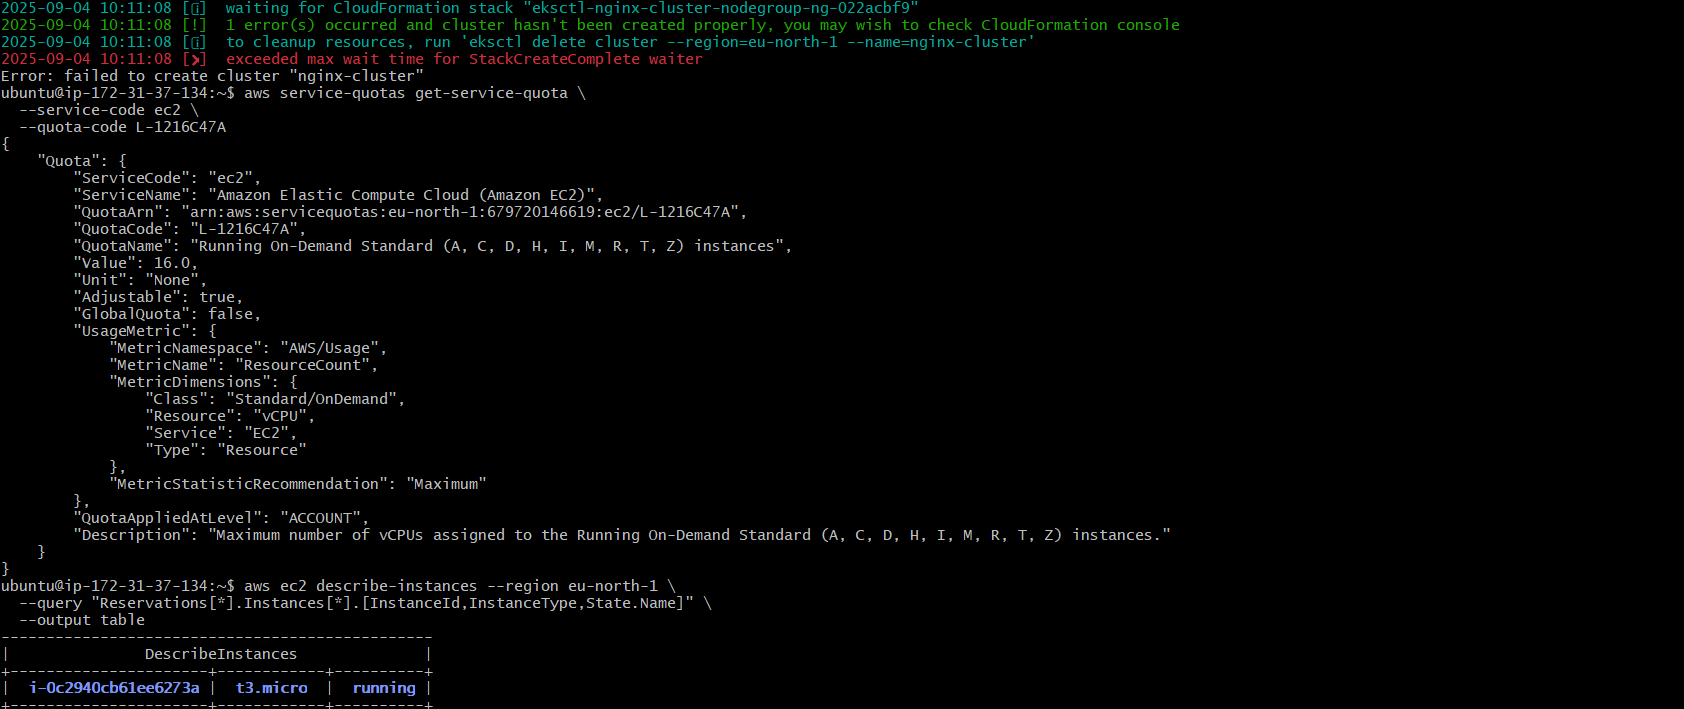 2025-09-04 10:11:08 [ℹ]  waiting for CloudFormation stack "eksctl-nginx-cluster-nodegroup-ng-022acbf9"
2025-09-04 10:11:08 [!]  1 error(s) occurred and cluster hasn't been created properly, you may wish to check CloudFormation console
2025-09-04 10:11:08 [ℹ]  to cleanup resources, run 'eksctl delete cluster --region=eu-north-1 --name=nginx-cluster'
2025-09-04 10:11:08 [✖]  exceeded max wait time for StackCreateComplete waiter
Error: failed to create cluster "nginx-cluster"
ubuntu@ip-172-31-37-134:~$ aws service-quotas get-service-quota \
  --service-code ec2 \
  --quota-code L-1216C47A
{
    "Quota": {
        "ServiceCode": "ec2",
        "ServiceName": "Amazon Elastic Compute Cloud (Amazon EC2)",
        "QuotaArn": "arn:aws:servicequotas:eu-north-1:679720146619:ec2/L-1216C47A",
        "QuotaCode": "L-1216C47A",
        "QuotaName": "Running On-Demand Standard (A, C, D, H, I, M, R, T, Z) instances",
        "Value": 16.0,
        "Unit": "None",
        "Adjustable": true,
        "GlobalQuota": false,
        "UsageMetric": {
            "MetricNamespace": "AWS/Usage",
            "MetricName": "ResourceCount",
            "MetricDimensions": {
                "Class": "Standard/OnDemand",
                "Resource": "vCPU",
                "Service": "EC2",
                "Type": "Resource"
            },
            "MetricStatisticRecommendation": "Maximum"
        },
        "QuotaAppliedAtLevel": "ACCOUNT",
        "Description": "Maximum number of vCPUs assigned to the Running On-Demand Standard (A, C, D, H, I, M, R, T, Z) instances."
    }
}
ubuntu@ip-172-31-37-134:~$ aws ec2 describe-instances --region eu-north-1 \
  --query "Reservations[*].Instances[*].[InstanceId,InstanceType,State.Name]" \
  --output table
------------------------------------------------
|               DescribeInstances              |
+----------------------+------------+----------+
|  i-0c2940cb61ee6273a |  t3.micro  |  running |
+----------------------+------------+----------+